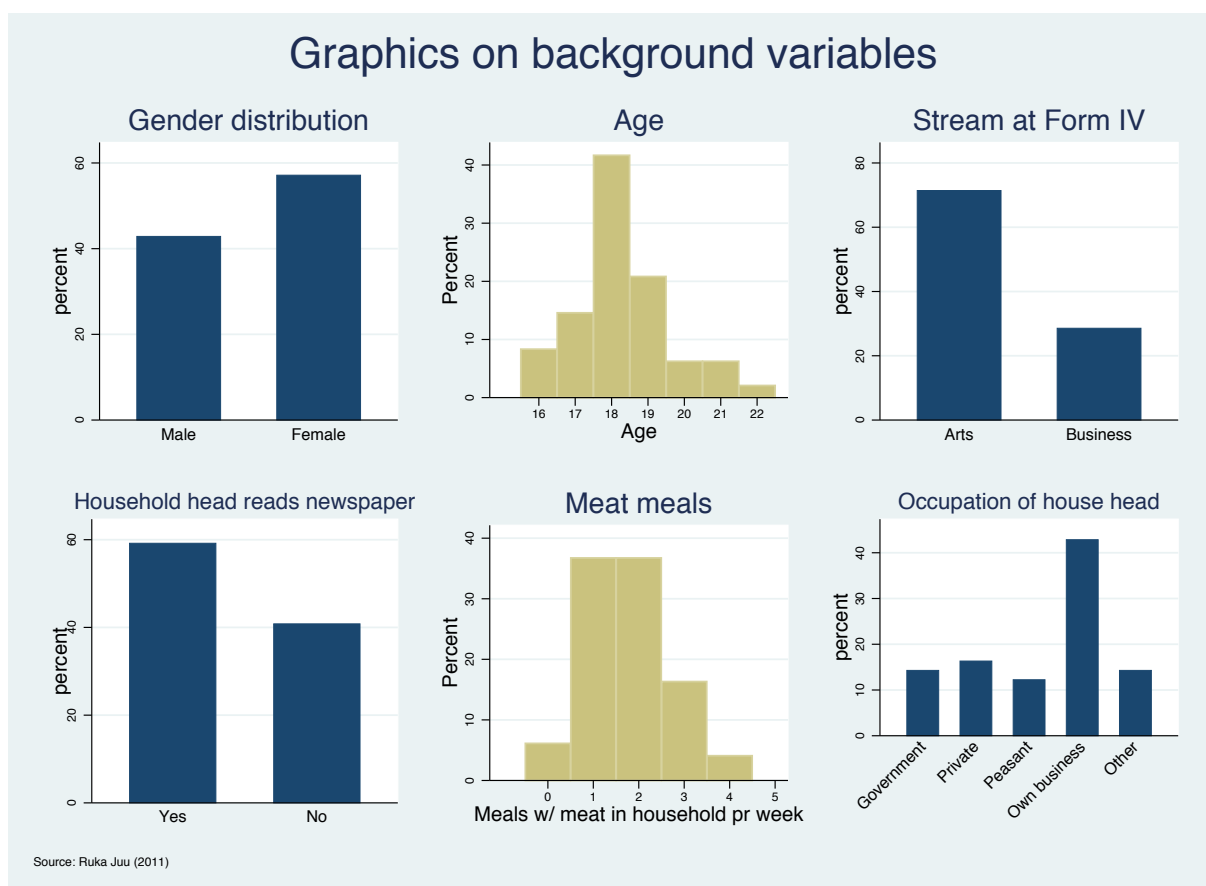 Graphics on background variables
Gender distribution
percent
0 20 40 60
Male Female
Age
Percent
0 10 20 30 40
16 17 18 19 20 21 22
Age
Stream at Form IV
percent
0 20 40 60 80
Arts Business
Household head reads newspaper
percent
0 20 40 60
Yes No
Meat meals
Percent
0 10 20 30 40
0 1 2 3 4 5
Meals w/ meat in household pr week
Occupation of house head
percent
0 10 20 30 40
Government Private Peasant Own business Other
Source: Ruka Juu (2011)